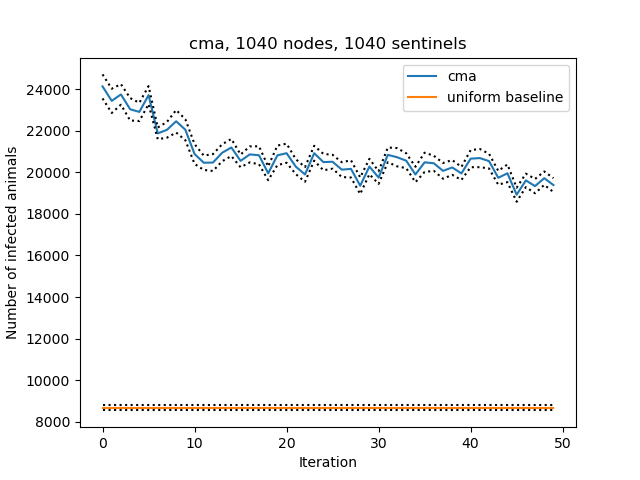 cma, 1040 nodes, 1040 sentinels
cma
uniform baseline
Number of infected animals
24000
22000
20000
18000
16000
14000
12000
10000
8000
0 10 20 30 40 50
Iteration